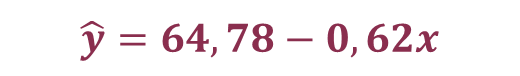 ŷ = 64,78 − 0,62x